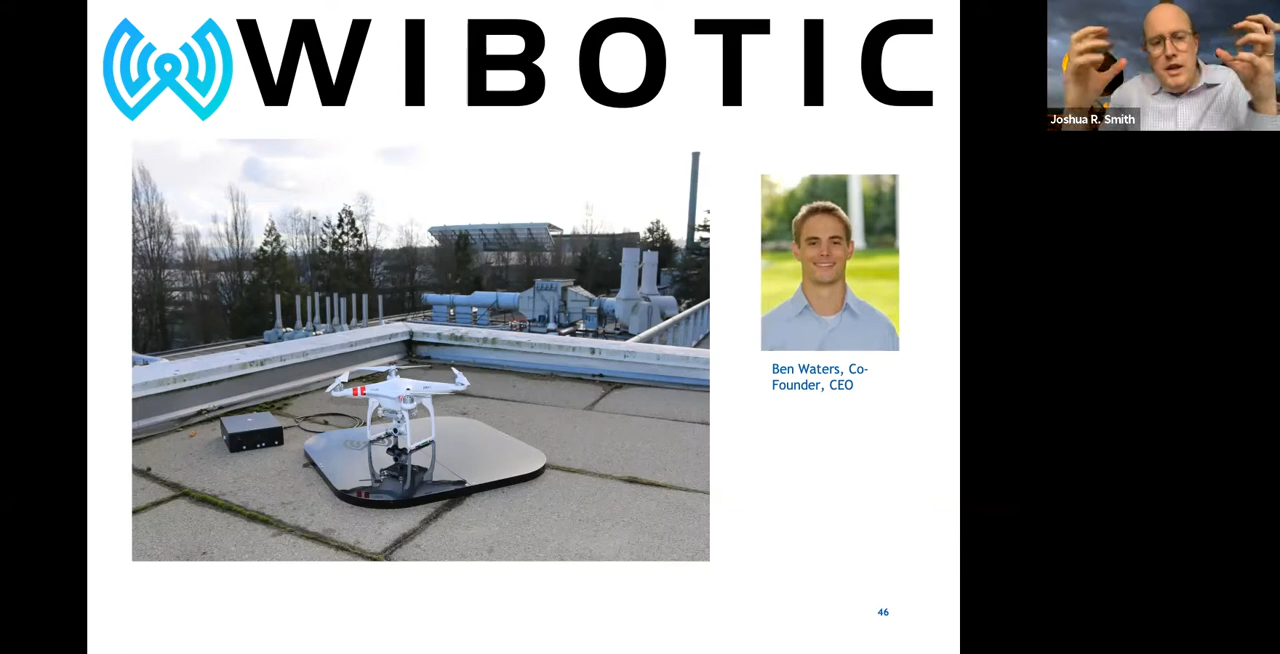 WIBOTIC
Joshua R. Smith
Ben Waters, Co-
Founder, CEO
46